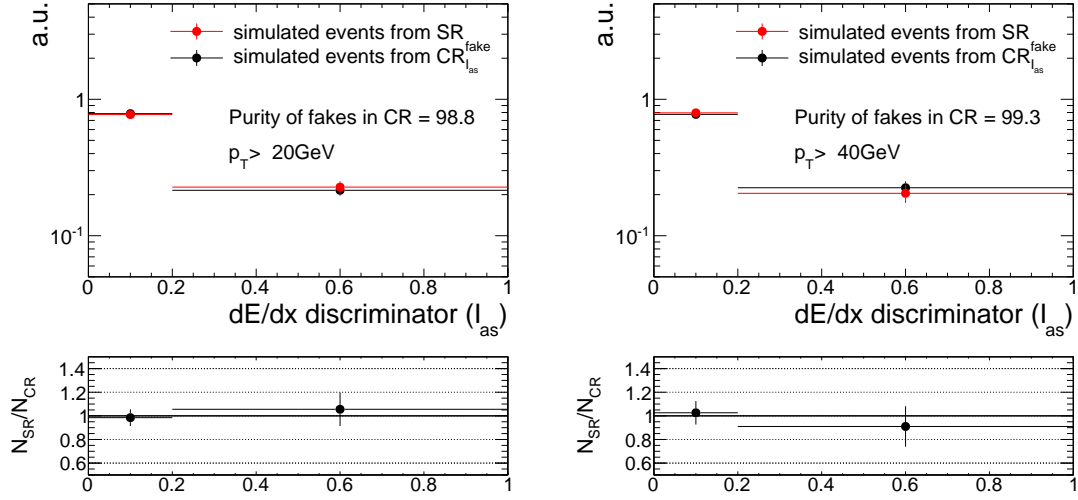 a.u.
simulated events from SR
simulated events from CR^fake_I_as
1
Purity of fakes in CR = 98.8
p_T > 20GeV
10^-1
0 0.2 0.4 0.6 0.8 1
dE/dx discriminator (I_as)
N_SR/N_CR
1.4
1.2
1
0.8
0.6
0 0.2 0.4 0.6 0.8 1
a.u.
simulated events from SR
simulated events from CR^fake_I_as
1
Purity of fakes in CR = 99.3
p_T > 40GeV
10^-1
0 0.2 0.4 0.6 0.8 1
dE/dx discriminator (I_as)
N_SR/N_CR
1.4
1.2
1
0.8
0.6
0 0.2 0.4 0.6 0.8 1